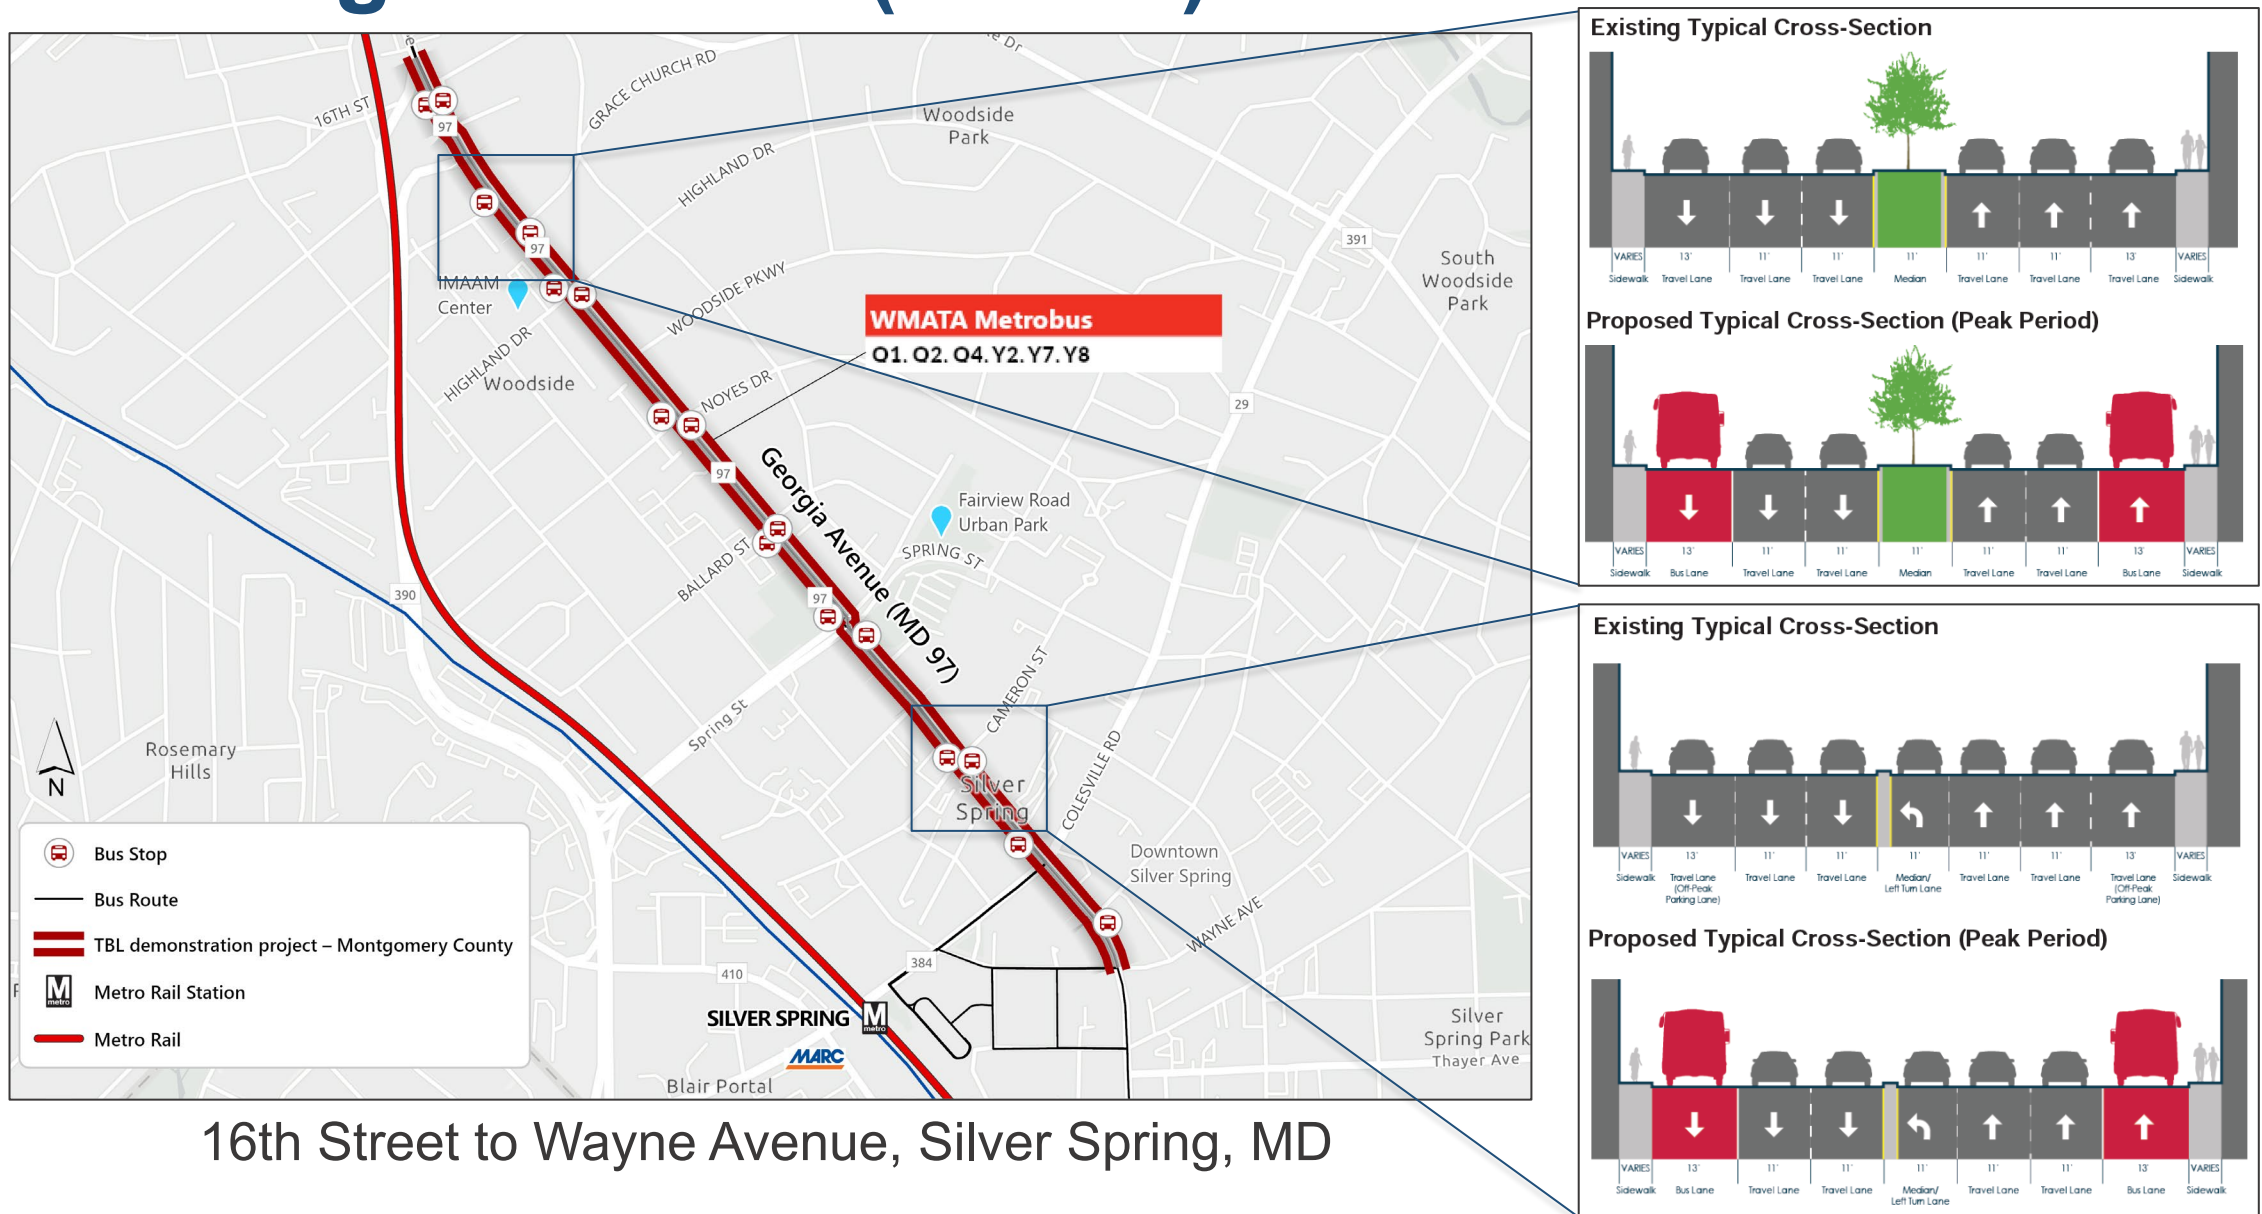 16TH ST
GRACE CHURCH RD
Woodside
Park
HIGHLAND DR
97
97
391
South
Woodside
Park
IMAAM
Center
WOODSIDE PKWY
HIGHLAND DR
Woodside
WMATA Metrobus
Q1. Q2. Q4. Y2. Y7. Y8
NOYES DR
29
97
Georgia Avenue (MD 97)
Fairview Road
Urban Park
SPRING ST
BALLARD ST
97
390
CAMERON ST
Spring St
COLESVILLE RD
Rosemary
Hills
N
Silver
Spring
Downtown
Silver Spring
WAYNE AVE
384
410
SILVER SPRING
M
metro
MARC
Blair Portal
Silver
Spring Park
Thayer Ave
Bus Stop
Bus Route
TBL demonstration project – Montgomery County
M
metro
Metro Rail Station
Metro Rail
16th Street to Wayne Avenue, Silver Spring, MD
Existing Typical Cross-Section
VARIES 13' 11' 11' 11' 11' 11' 13' VARIES
Sidewalk Travel Lane Travel Lane Travel Lane Median Travel Lane Travel Lane Travel Lane Sidewalk
Proposed Typical Cross-Section (Peak Period)
VARIES 13' 11' 11' 11' 11' 11' 13' VARIES
Sidewalk Bus Lane Travel Lane Travel Lane Median Travel Lane Travel Lane Bus Lane Sidewalk
Existing Typical Cross-Section
VARIES 13' 11' 11' 11' 11' 11' 13' VARIES
Sidewalk Travel Lane Travel Lane Travel Lane Median/ Travel Lane Travel Lane Travel Lane Sidewalk
(Off-Peak Left Turn Lane (Off-Peak
Parking Lane) Parking Lane)
Proposed Typical Cross-Section (Peak Period)
VARIES 13' 11' 11' 11' 11' 11' 13' VARIES
Sidewalk Bus Lane Travel Lane Travel Lane Median/ Travel Lane Travel Lane Bus Lane Sidewalk
Left Turn Lane